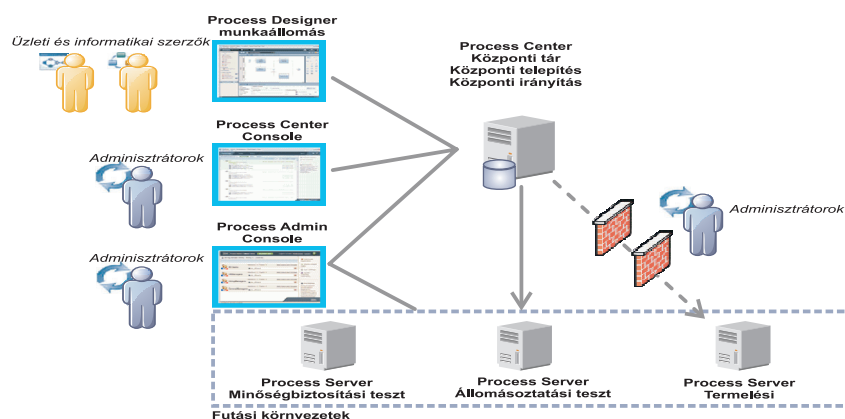 Üzleti és informatikai szerzők
Process Designer
munkaállomás
Process Center
Központi tár
Központi telepítés
Központi irányítás
Process Center
Console
Adminisztrátorok
Adminisztrátorok
Process Admin
Console
Adminisztrátorok
Process Server
Minőségbiztosítási teszt
Process Server
Állomásoztatási teszt
Process Server
Termelési
Futási környezetek